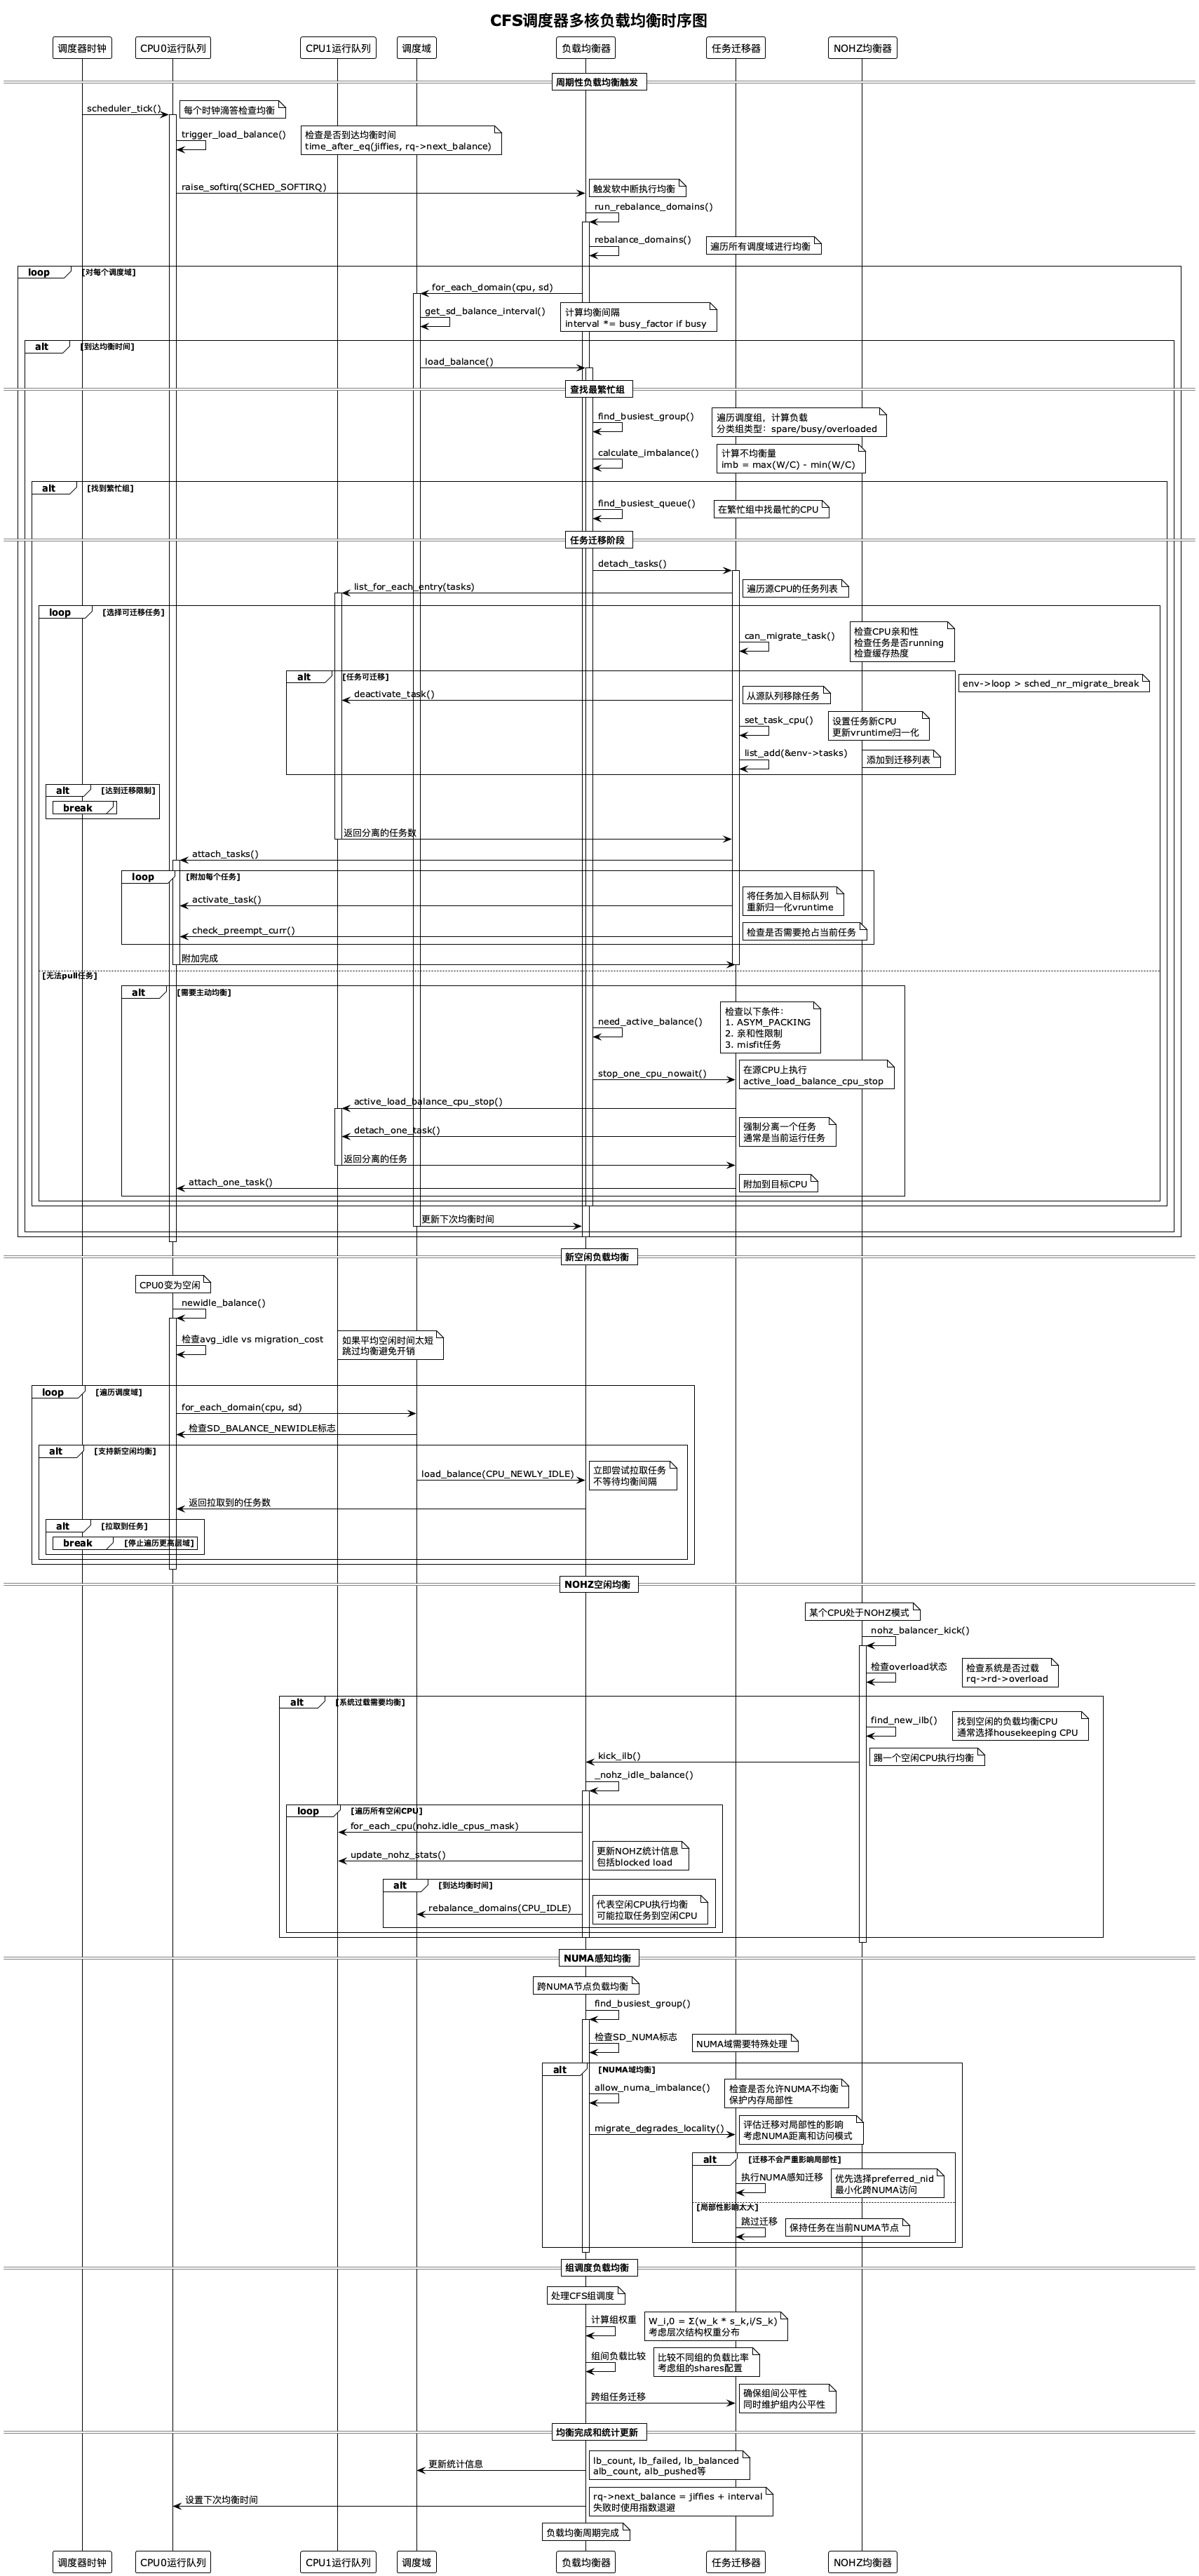 CFS调度器多核负载均衡时序图
调度器时钟
CPU0运行队列
CPU1运行队列
调度域
负载均衡器
任务迁移器
NOHZ均衡器
周期性负载均衡触发
scheduler_tick()
每个时钟滴答检查均衡
trigger_load_balance()
检查是否到达均衡时间
time_after_eq(jiffies, rq->next_balance)
raise_softirq(SCHED_SOFTIRQ)
触发软中断执行均衡
run_rebalance_domains()
rebalance_domains()
遍历所有调度域进行均衡
loop
[对每个调度域]
for_each_domain(cpu, sd)
get_sd_balance_interval()
计算均衡间隔
interval *= busy_factor if busy
alt
[到达均衡时间]
load_balance()
查找最繁忙组
find_busiest_group()
遍历调度组，计算负载
分类组类型：spare/busy/overloaded
calculate_imbalance()
计算不均衡量
imb = max(W/C) - min(W/C)
alt
[找到繁忙组]
find_busiest_queue()
在繁忙组中找最忙的CPU
任务迁移阶段
detach_tasks()
list_for_each_entry(tasks)
遍历源CPU的任务列表
loop
[选择可迁移任务]
can_migrate_task()
检查CPU亲和性
检查任务是否running
检查缓存热度
alt
[任务可迁移]
env->loop > sched_nr_migrate_break
deactivate_task()
从源队列移除任务
set_task_cpu()
设置任务新CPU
更新vruntime归一化
list_add(&env->tasks)
添加到迁移列表
alt
[达到迁移限制]
break
返回分离的任务数
attach_tasks()
loop
[附加每个任务]
activate_task()
将任务加入目标队列
重新归一化vruntime
check_preempt_curr()
检查是否需要抢占当前任务
附加完成
[无法pull任务]
alt
[需要主动均衡]
need_active_balance()
检查以下条件：
1. ASYM_PACKING
2. 亲和性限制
3. misfit任务
stop_one_cpu_nowait()
在源CPU上执行
active_load_balance_cpu_stop
active_load_balance_cpu_stop()
detach_one_task()
强制分离一个任务
通常是当前运行任务
返回分离的任务
attach_one_task()
附加到目标CPU
更新下次均衡时间
新空闲负载均衡
CPU0变为空闲
newidle_balance()
检查avg_idle vs migration_cost
如果平均空闲时间太短
跳过均衡避免开销
loop
[遍历调度域]
for_each_domain(cpu, sd)
检查SD_BALANCE_NEWIDLE标志
alt
[支持新空闲均衡]
load_balance(CPU_NEWLY_IDLE)
立即尝试拉取任务
不等待均衡间隔
返回拉取到的任务数
alt
[拉取到任务]
break
[停止遍历更高层域]
NOHZ空闲均衡
某个CPU处于NOHZ模式
nohz_balancer_kick()
检查overload状态
检查系统是否过载
rq->rd->overload
alt
[系统过载需要均衡]
find_new_ilb()
找到空闲的负载均衡CPU
通常选择housekeeping CPU
kick_ilb()
踢一个空闲CPU执行均衡
_nohz_idle_balance()
loop
[遍历所有空闲CPU]
for_each_cpu(nohz.idle_cpus_mask)
update_nohz_stats()
更新NOHZ统计信息
包括blocked load
alt
[到达均衡时间]
rebalance_domains(CPU_IDLE)
代表空闲CPU执行均衡
可能拉取任务到空闲CPU
NUMA感知均衡
跨NUMA节点负载均衡
find_busiest_group()
检查SD_NUMA标志
NUMA域需要特殊处理
alt
[NUMA域均衡]
allow_numa_imbalance()
检查是否允许NUMA不均衡
保护内存局部性
migrate_degrades_locality()
评估迁移对局部性的影响
考虑NUMA距离和访问模式
alt
[迁移不会严重影响局部性]
执行NUMA感知迁移
优先选择preferred_nid
最小化跨NUMA访问
[局部性影响太大]
跳过迁移
保持任务在当前NUMA节点
组调度负载均衡
处理CFS组调度
计算组权重
W_i,0 = Σ(w_k * s_k,i/S_k)
考虑层次结构权重分布
组间负载比较
比较不同组的负载比率
考虑组的shares配置
跨组任务迁移
确保组间公平性
同时维护组内公平性
均衡完成和统计更新
更新统计信息
lb_count, lb_failed, lb_balanced
alb_count, alb_pushed等
设置下次均衡时间
rq->next_balance = jiffies + interval
失败时使用指数退避
负载均衡周期完成
调度器时钟
CPU0运行队列
CPU1运行队列
调度域
负载均衡器
任务迁移器
NOHZ均衡器